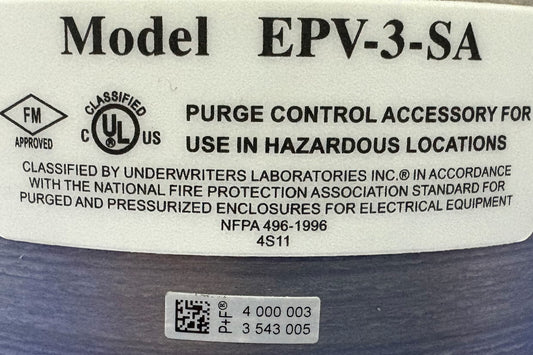 Model EPV-3-SA
FM
APPROVED
CLASSIFIED
C UL® US
PURGE CONTROL ACCESSORY FOR
USE IN HAZARDOUS LOCATIONS
CLASSIFIED BY UNDERWRITERS LABORATORIES INC.® IN ACCORDANCE
WITH THE NATIONAL FIRE PROTECTION ASSOCIATION STANDARD FOR
PURGED AND PRESSURIZED ENCLOSURES FOR ELECTRICAL EQUIPMENT
NFPA 496-1996
4S11
P+F®
4 000 003
3 543 005